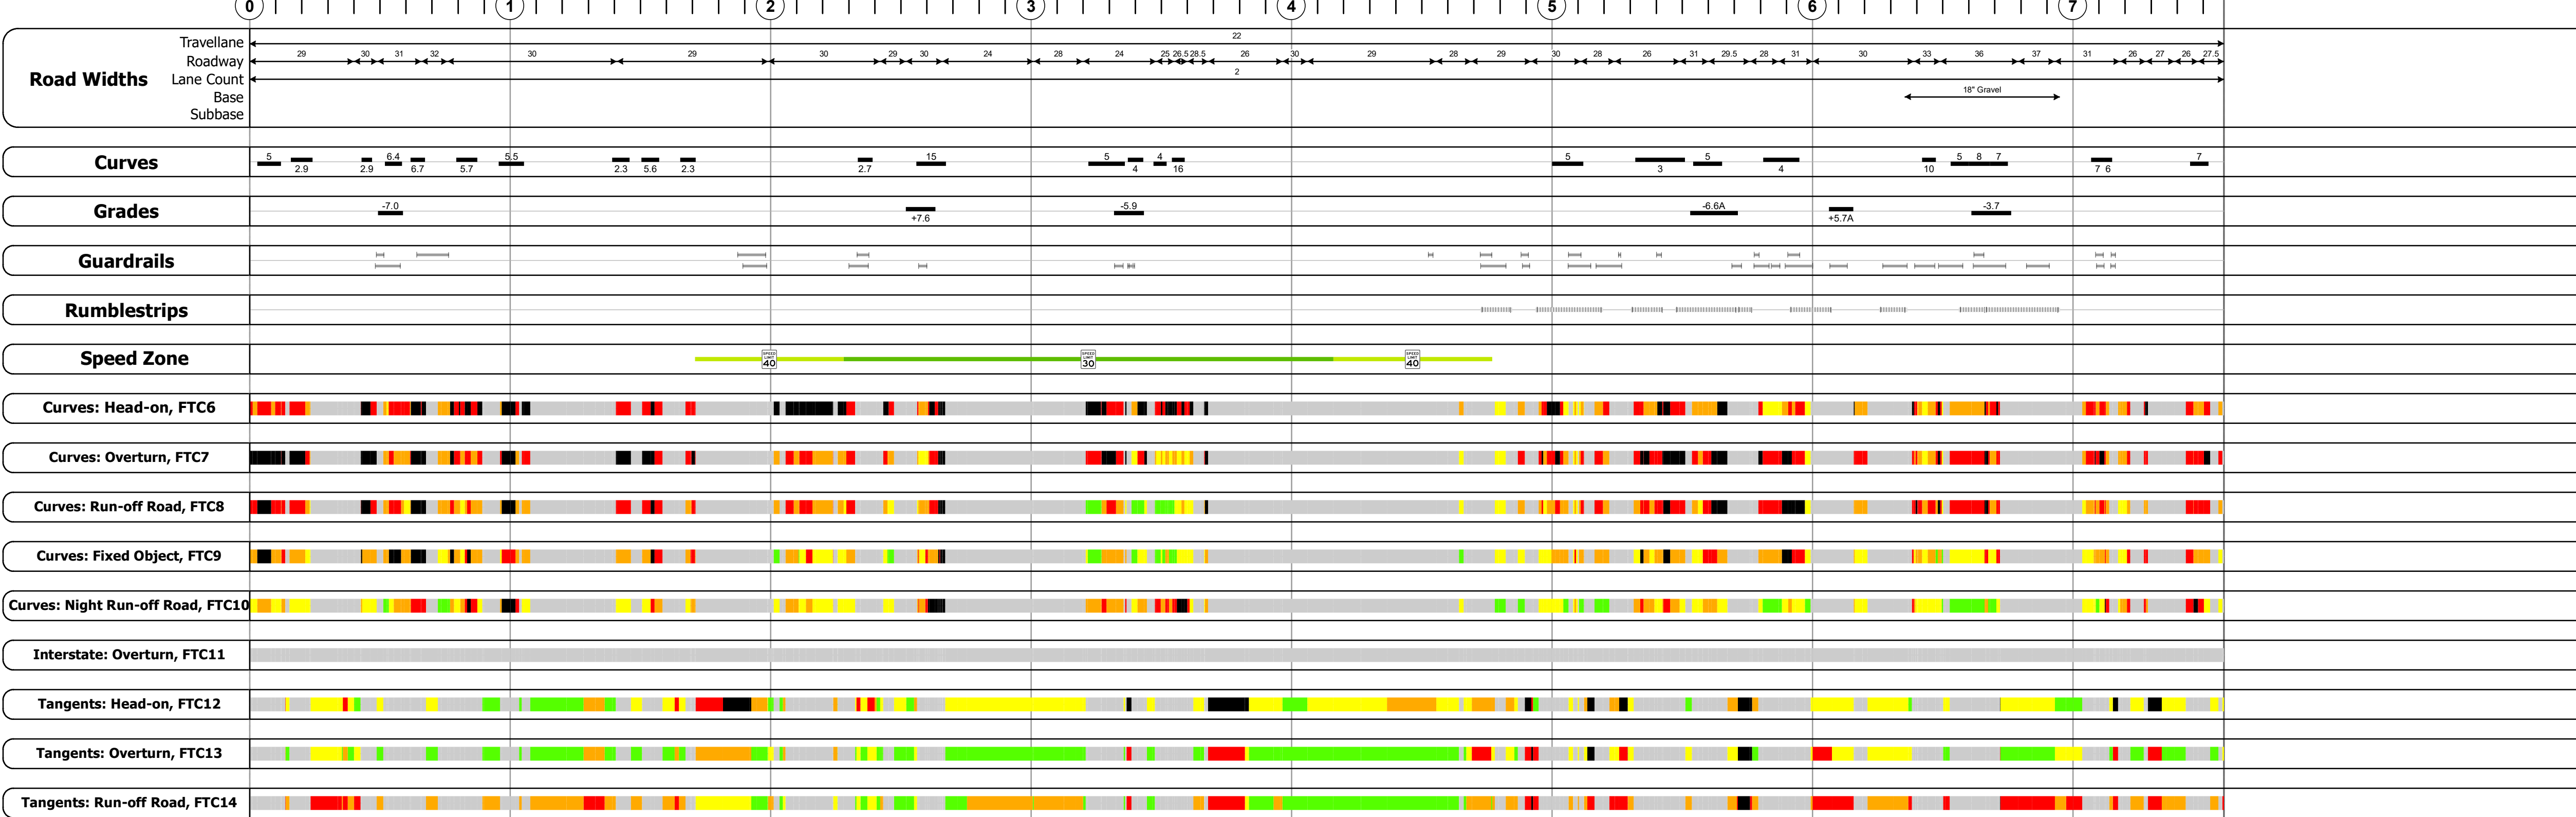 0 1 2 3 4 5 6 7
Travellane 22
29 30 31 32 30 29 30 29 30 24 28 24 25 26.5 28.5 26 30 29 28 29 30 28 26 31 29.5 28 31 30 33 36 37 31 26 27 26 27.5
Roadway
Road Widths
Lane Count 2
Base 18" Gravel
Subbase
5 6.4 5.5 15 5 4 5 5 5 8 7 7
Curves
2.9 2.9 6.7 5.7 2.3 5.6 2.3 2.7 4 16 3 4 10 7 6
-7.0 -5.9 -6.6A -3.7
Grades
+7.6 +5.7A
Guardrails
Rumblestrips
Speed Zone
SPEED LIMIT 40 SPEED LIMIT 30 SPEED LIMIT 40
Curves: Head-on, FTC6
Curves: Overturn, FTC7
Curves: Run-off Road, FTC8
Curves: Fixed Object, FTC9
Curves: Night Run-off Road, FTC10
Interstate: Overturn, FTC11
Tangents: Head-on, FTC12
Tangents: Overturn, FTC13
Tangents: Run-off Road, FTC14